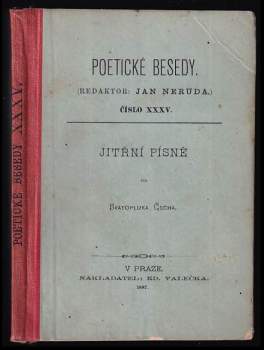 POETICKÉ BESEDY XXXV.
POETICKÉ BESEDY.
(REDAKTOR: JAN NERUDA.)
ČÍSLO XXXV.
JITŘNÍ PÍSNĚ
OD
SVATOPLUKA ČECHA.
V PRAZE.
NAKLADATEL: ED. VALEČKA.
1887.